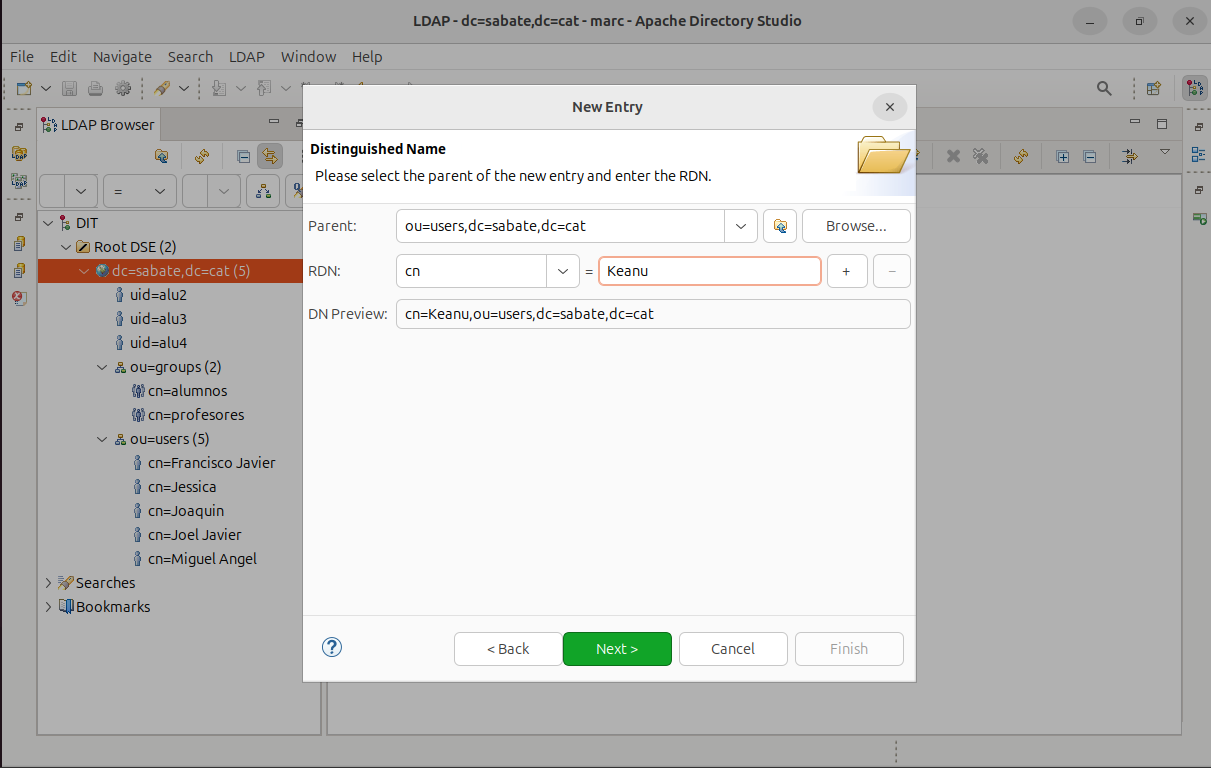 LDAP - dc=sabate,dc=cat - marc - Apache Directory Studio
File Edit Navigate Search LDAP Window Help
LDAP Browser
=
DIT
Root DSE (2)
dc=sabate,dc=cat (5)
uid=alu2
uid=alu3
uid=alu4
ou=groups (2)
cn=alumnos
cn=profesores
ou=users (5)
cn=Francisco Javier
cn=Jessica
cn=Joaquin
cn=Joel Javier
cn=Miguel Angel
Searches
Bookmarks
New Entry
Distinguished Name
Please select the parent of the new entry and enter the RDN.
Parent: ou=users,dc=sabate,dc=cat Browse...
RDN: cn = Keanu + -
DN Preview: cn=Keanu,ou=users,dc=sabate,dc=cat
? < Back Next > Cancel Finish